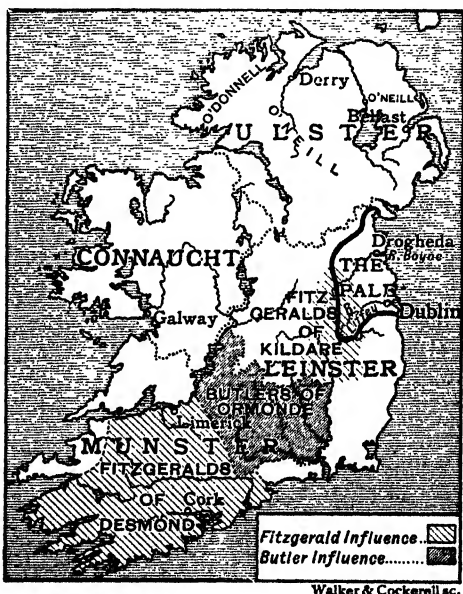 O'DONNELL
Derry
O'NEILL
Belfast
O'NEILL
ULSTER
CONNAUCHT
Drogheda
R. Boyne
THE
PALE
Dublin
Galway
FITZ
GERALDS
OF
KILDARE
LEINSTER
BUTLERS OF
ORMONDE
Limerick
MUNSTER
FITZGERALDS
OF
Cork
DESMOND
Fitzgerald Influence..
Butler Influence.........
Walker & Cockerell sc.